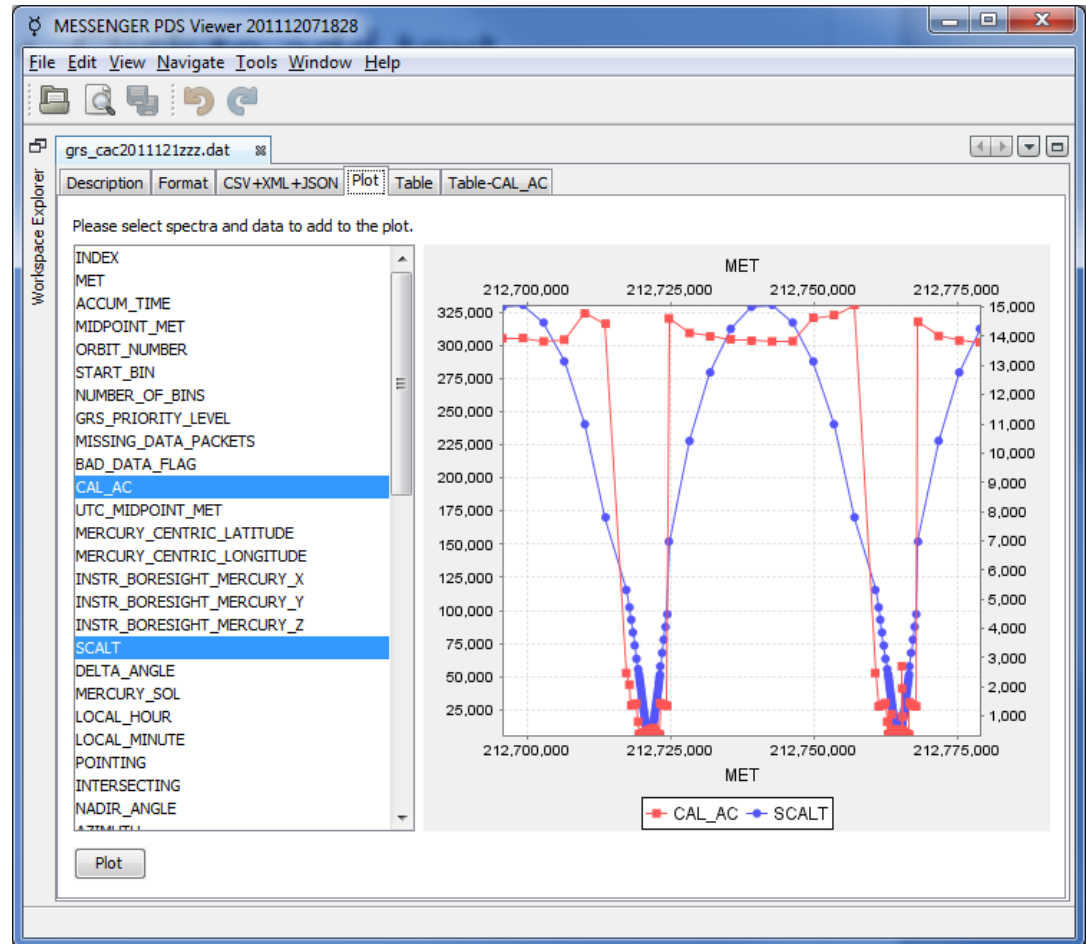 MESSENGER PDS Viewer 201112071828
File Edit View Navigate Tools Window Help
Workspace Explorer
grs_cac2011121zzz.dat
Description Format CSV+XML+JSON Plot Table Table-CAL_AC
Please select spectra and data to add to the plot.
INDEX
MET
ACCUM_TIME
MIDPOINT_MET
ORBIT_NUMBER
START_BIN
NUMBER_OF_BINS
GRS_PRIORITY_LEVEL
MISSING_DATA_PACKETS
BAD_DATA_FLAG
CAL_AC
UTC_MIDPOINT_MET
MERCURY_CENTRIC_LATITUDE
MERCURY_CENTRIC_LONGITUDE
INSTR_BORESIGHT_MERCURY_X
INSTR_BORESIGHT_MERCURY_Y
INSTR_BORESIGHT_MERCURY_Z
SCALT
DELTA_ANGLE
MERCURY_SOL
LOCAL_HOUR
LOCAL_MINUTE
POINTING
INTERSECTING
NADIR_ANGLE
Plot
MET
212,700,000 212,725,000 212,750,000 212,775,000
325,000
300,000
275,000
250,000
225,000
200,000
175,000
150,000
125,000
100,000
75,000
50,000
25,000
15,000
14,000
13,000
12,000
11,000
10,000
9,000
8,000
7,000
6,000
5,000
4,000
3,000
2,000
1,000
212,700,000 212,725,000 212,750,000 212,775,000
MET
CAL_AC SCALT